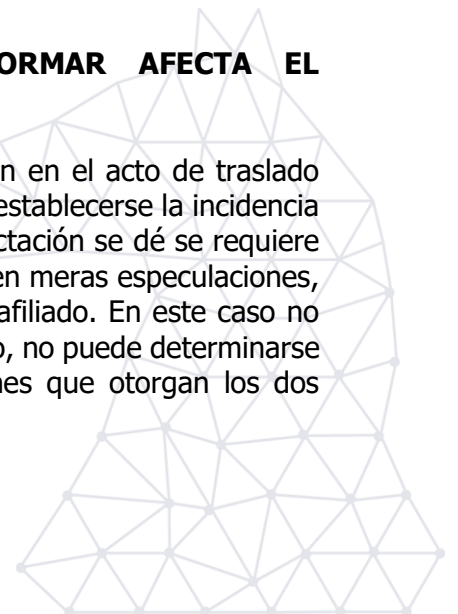 ORMAR AFECTA EL
n en el acto de traslado
establecerse la incidencia
ctación se dé se requiere
en meras especulaciones,
afiliado. En este caso no
o, no puede determinarse
nes que otorgan los dos